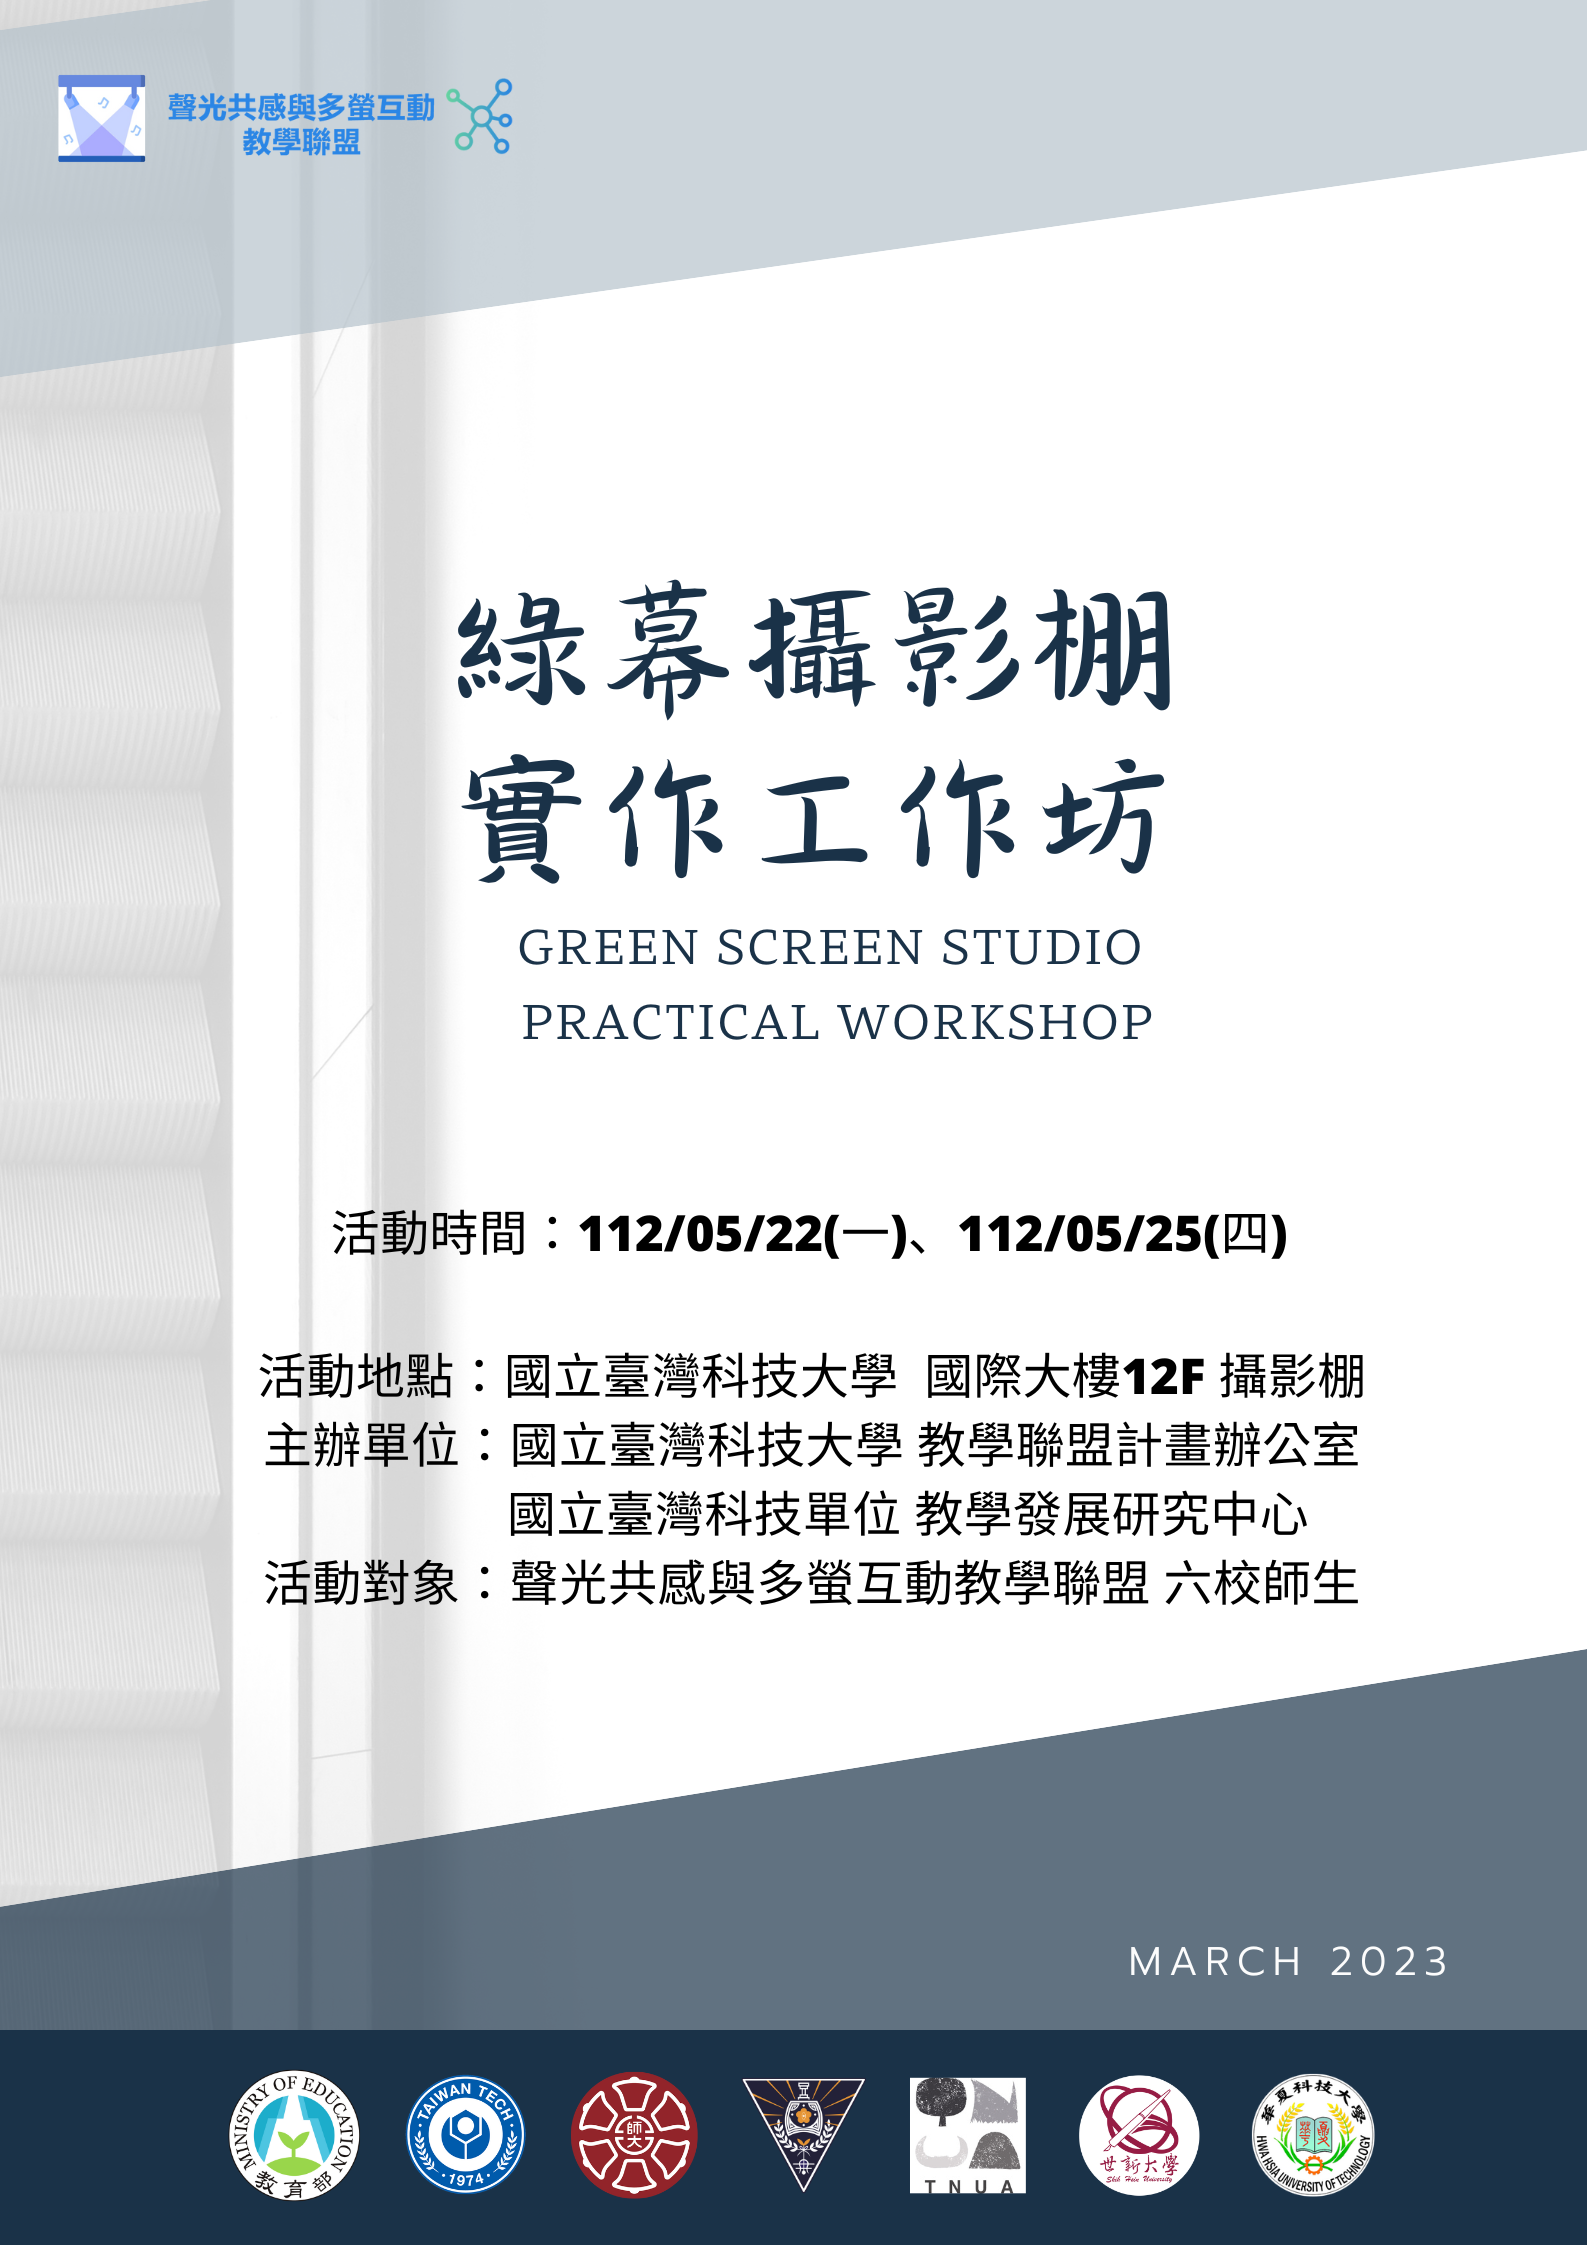 聲光共感與多螢互動
教學聯盟
綠幕攝影棚
實作工作坊
GREEN SCREEN STUDIO
PRACTICAL WORKSHOP
活動時間：112/05/22(一)、112/05/25(四)
活動地點：國立臺灣科技大學 國際大樓12F 攝影棚
主辦單位：國立臺灣科技大學 教學聯盟計畫辦公室
國立臺灣科技單位 教學發展研究中心
活動對象：聲光共感與多螢互動教學聯盟 六校師生
MARCH 2023
MINISTRY OF EDUCATION
教育部
TAIWAN TECH
·1974·
師大
TNUA
世新大學
Shih Hsin University
華夏科技大學
HWA HSIA UNIVERSITY OF TECHNOLOGY